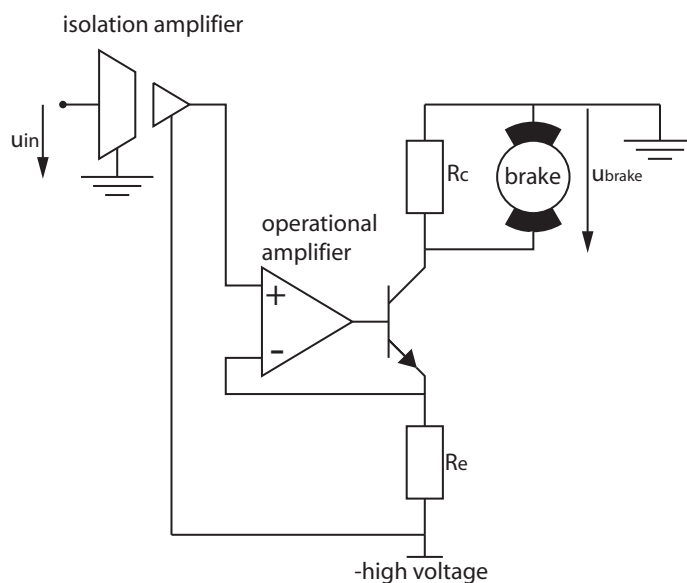 isolation amplifier
uin
Rc
brake
ubrake
operational
amplifier
+
-
Re
-high voltage